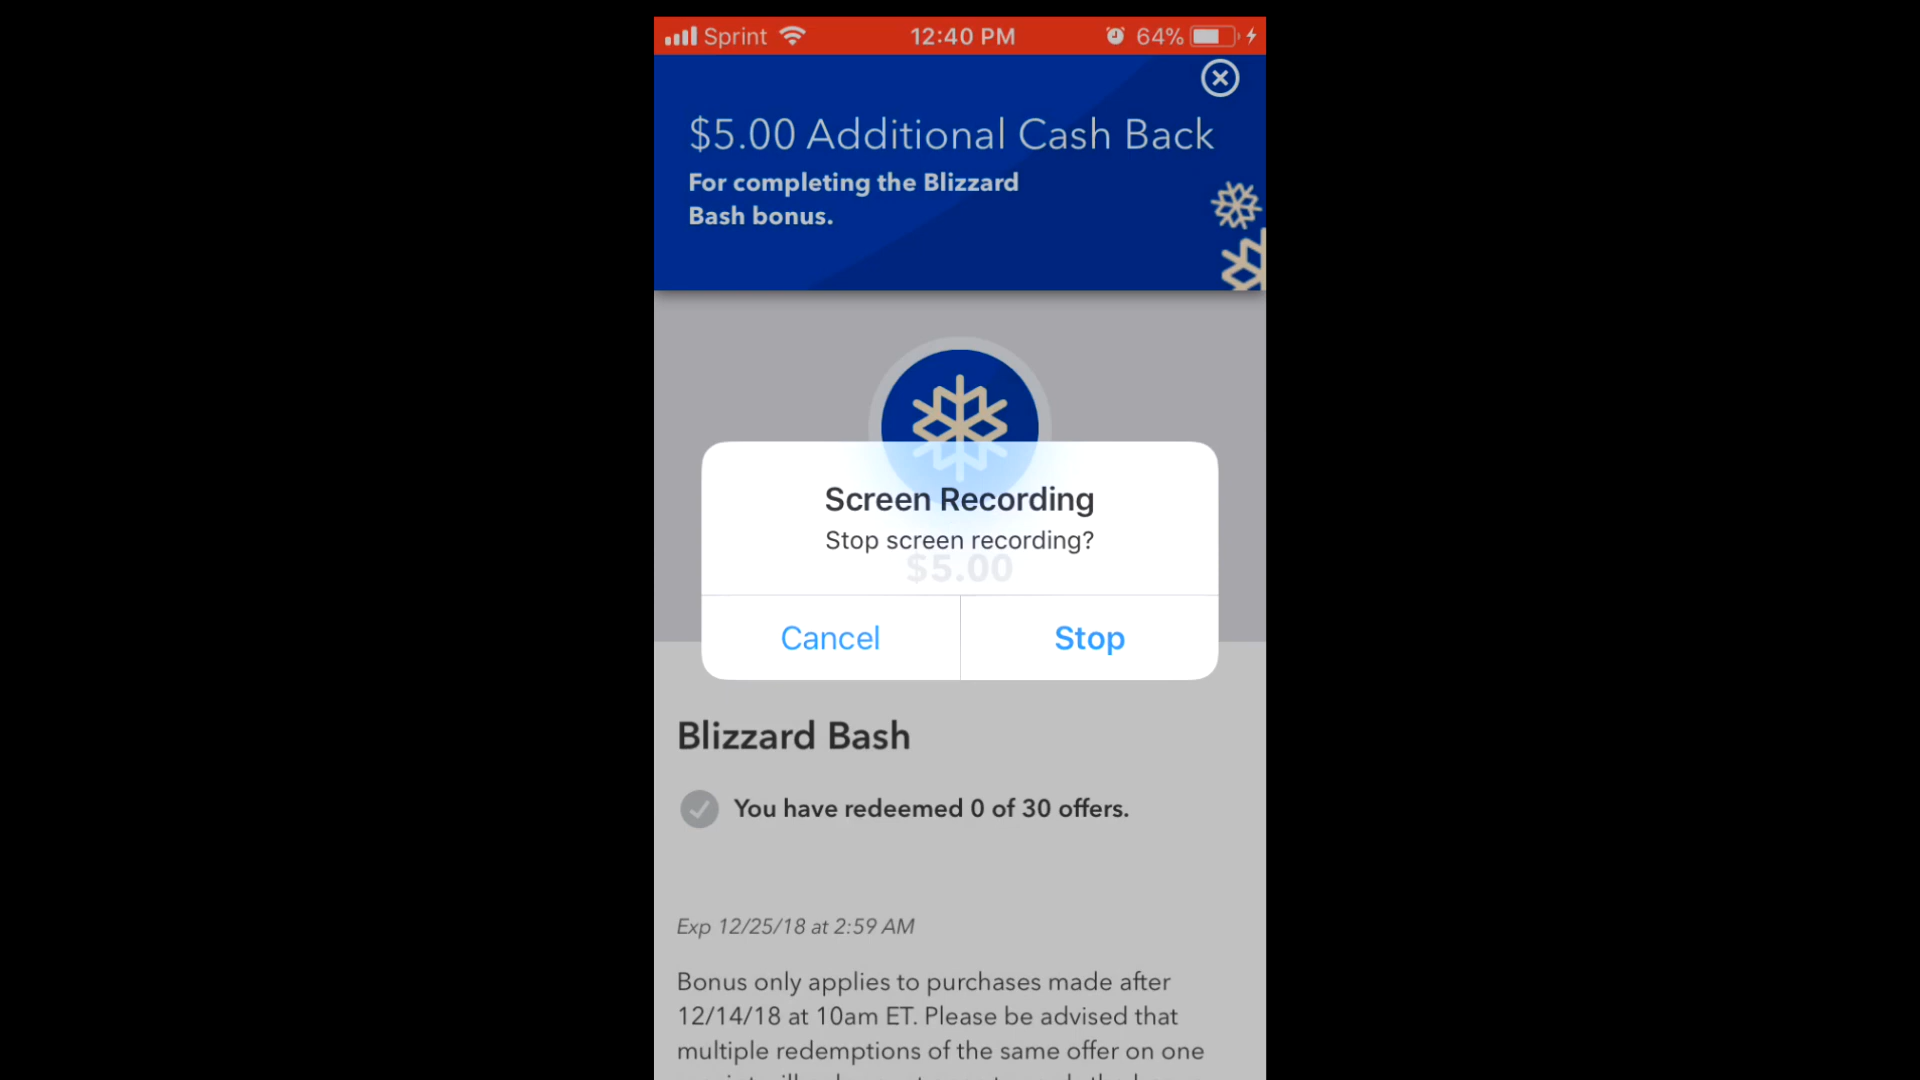 Sprint 12:40 PM 64%
$5.00 Additional Cash Back
For completing the Blizzard
Bash bonus.
Screen Recording
Stop screen recording?
$5.00
Cancel Stop
Blizzard Bash
You have redeemed 0 of 30 offers.
Exp 12/25/18 at 2:59 AM
Bonus only applies to purchases made after
12/14/18 at 10am ET. Please be advised that
multiple redemptions of the same offer on one